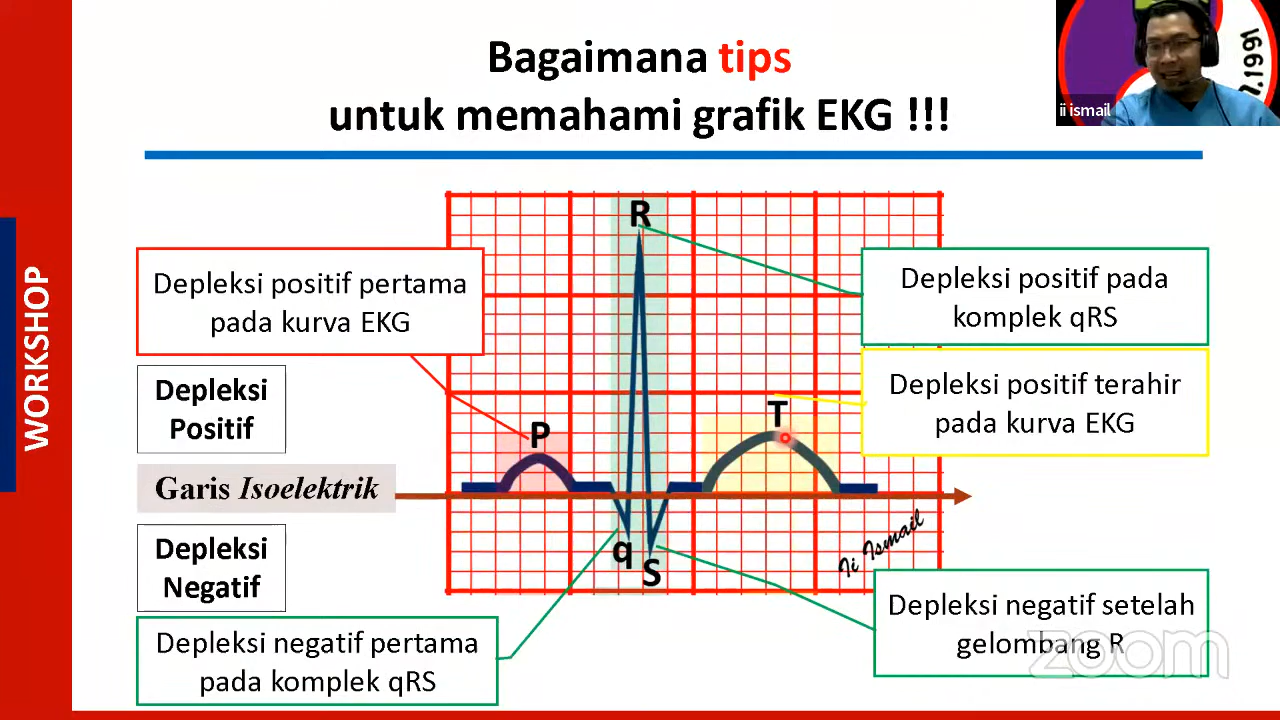 Bagaimana tips
untuk memahami grafik EKG !!!
ii ismail
1991
WORKSHOP
R
Depleksi positif pertama
pada kurva EKG
Depleksi positif pada
komplek qRS
Depleksi positif terahir
pada kurva EKG
Depleksi
Positif
P
T
Garis Isoelektrik
Depleksi
Negatif
q
S
Ii Ismail
Depleksi negatif setelah
gelombang R
Depleksi negatif pertama
pada komplek qRS
zoom